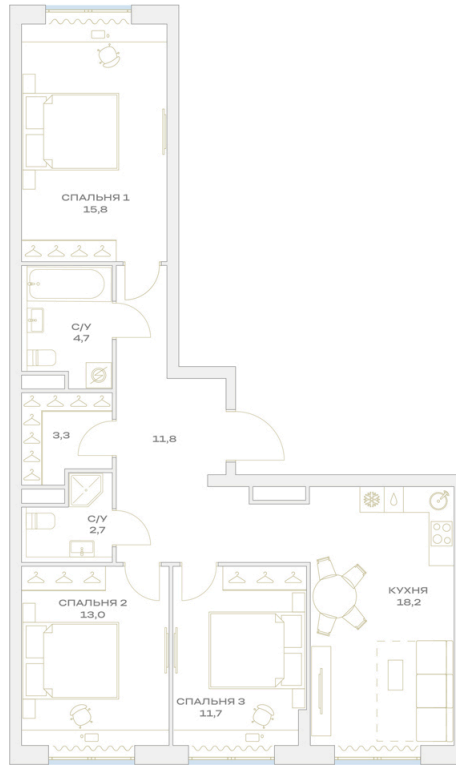 СПАЛЬНЯ 1
15,8
С/У
4,7
3,3
11,8
С/У
2,7
СПАЛЬНЯ 2
13,0
КУХНЯ
18,2
СПАЛЬНЯ 3
11,7